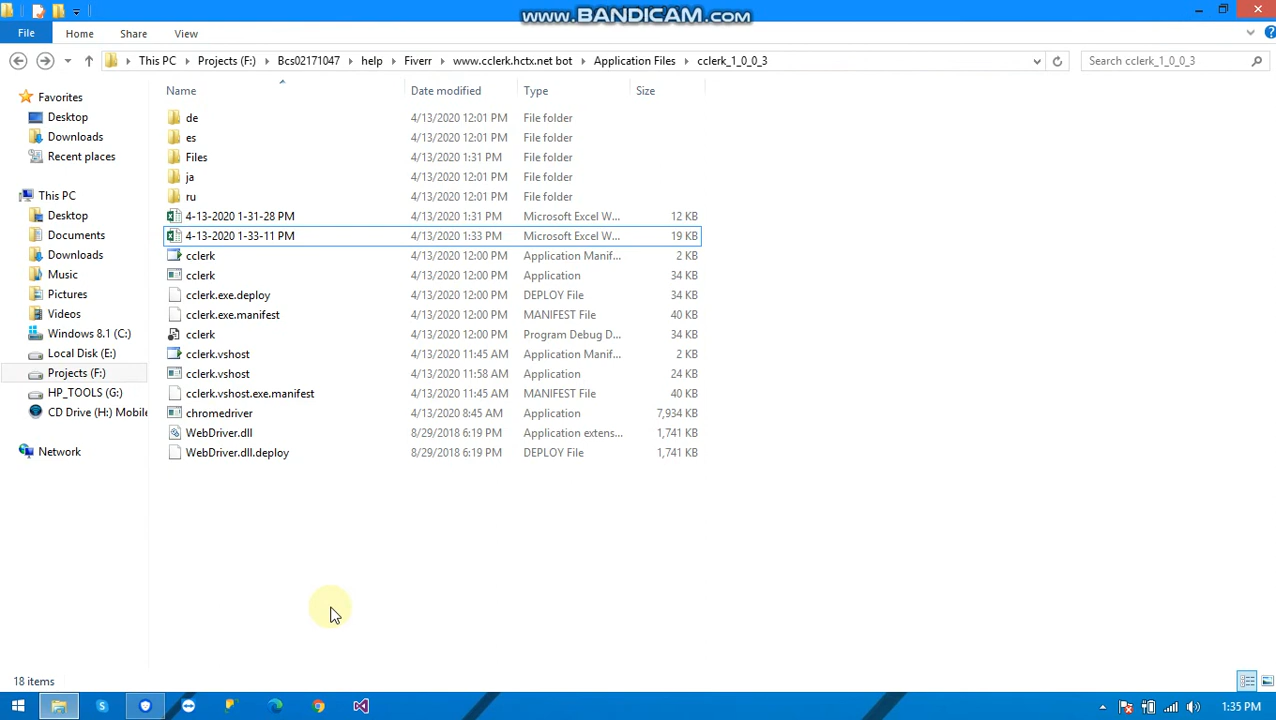 www.BANDICAM.com
File
Home
Share
View
This PC
Projects (F:)
Bcs02171047
help
Fiverr
www.cclerk.hctx.net bot
Application Files
cclerk_1_0_0_3
Search cclerk_1_0_0_3
Name
Date modified
Type
Size
Favorites
Desktop
Downloads
Recent places
This PC
Desktop
Documents
Downloads
Music
Pictures
Videos
Windows 8.1 (C:)
Local Disk (E:)
Projects (F:)
HP_TOOLS (G:)
CD Drive (H:) Mobile
Network
de 4/13/2020 12:01 PM File folder
es 4/13/2020 12:01 PM File folder
Files 4/13/2020 1:31 PM File folder
ja 4/13/2020 12:01 PM File folder
ru 4/13/2020 12:01 PM File folder
4-13-2020 1-31-28 PM 4/13/2020 1:31 PM Microsoft Excel W... 12 KB
4-13-2020 1-33-11 PM 4/13/2020 1:33 PM Microsoft Excel W... 19 KB
cclerk 4/13/2020 12:00 PM Application Manif... 2 KB
cclerk 4/13/2020 12:00 PM Application 34 KB
cclerk.exe.deploy 4/13/2020 12:00 PM DEPLOY File 34 KB
cclerk.exe.manifest 4/13/2020 12:00 PM MANIFEST File 40 KB
cclerk 4/13/2020 12:00 PM Program Debug D... 34 KB
cclerk.vshost 4/13/2020 11:45 AM Application Manif... 2 KB
cclerk.vshost 4/13/2020 11:58 AM Application 24 KB
cclerk.vshost.exe.manifest 4/13/2020 11:45 AM MANIFEST File 40 KB
chromedriver 4/13/2020 8:45 AM Application 7,934 KB
WebDriver.dll 8/29/2018 6:19 PM Application extens... 1,741 KB
WebDriver.dll.deploy 8/29/2018 6:19 PM DEPLOY File 1,741 KB
18 items
1:35 PM